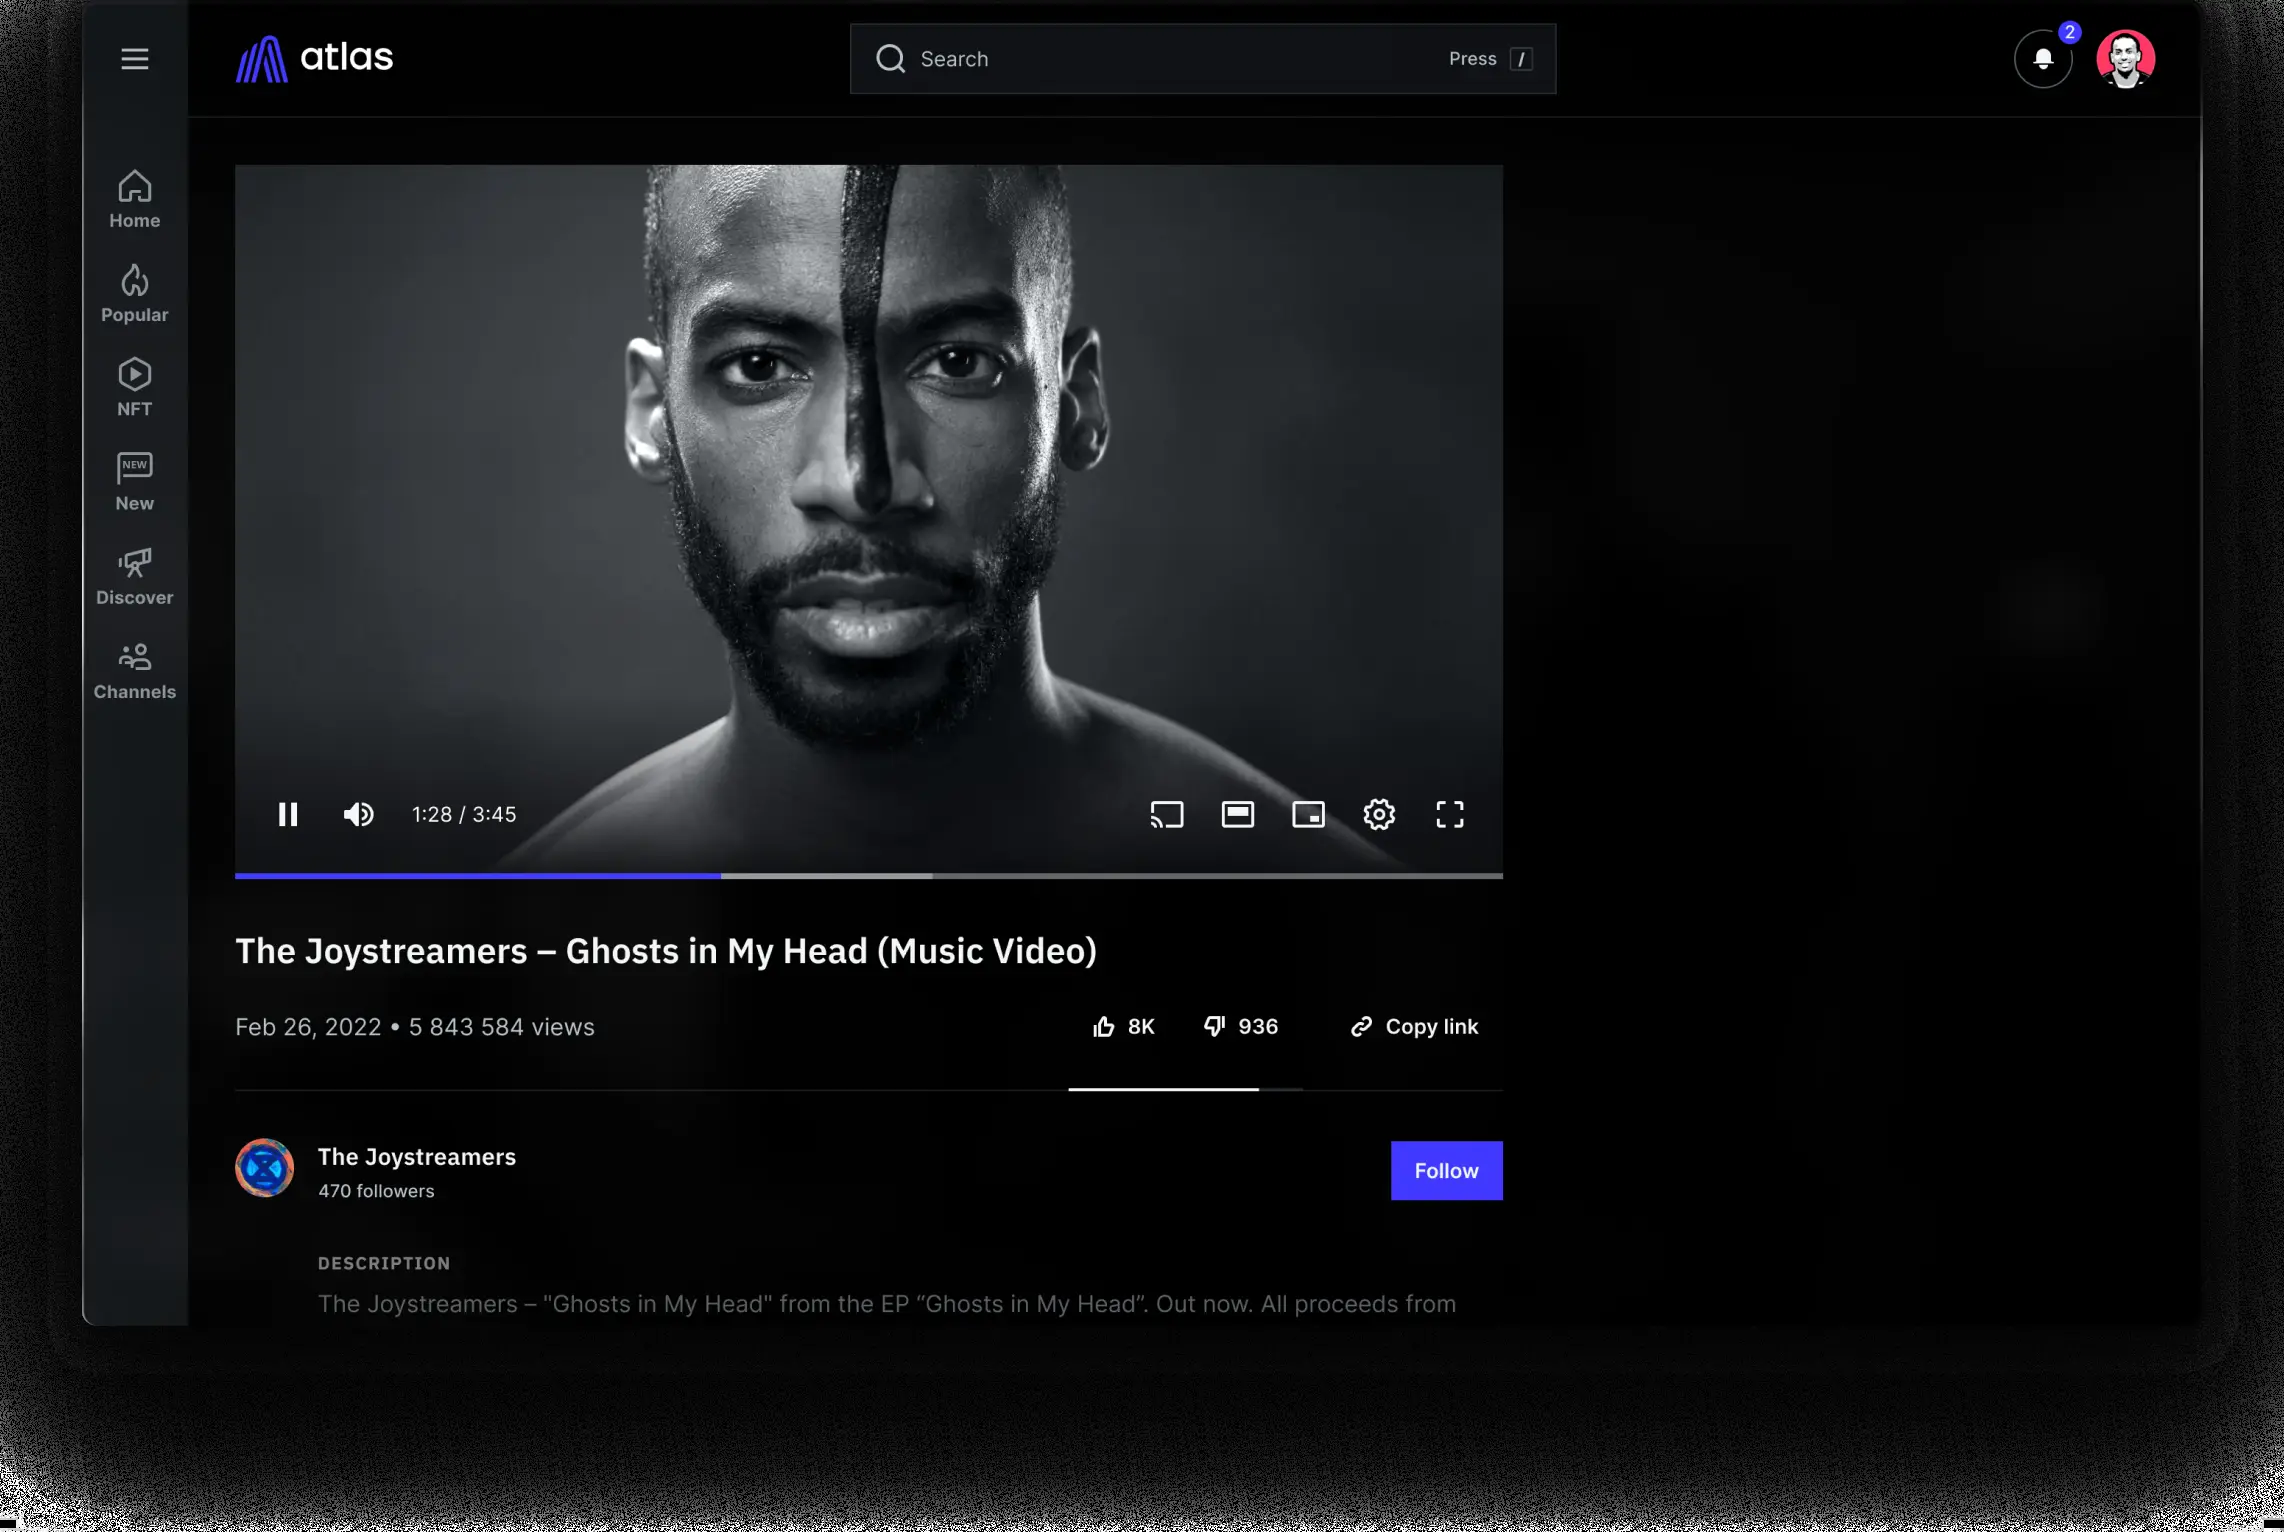 atlas
Search
Press /
2
Home
Popular
NFT
NEW
New
Discover
Channels
1:28 / 3:45
The Joystreamers – Ghosts in My Head (Music Video)
Feb 26, 2022 • 5 843 584 views
8K
936
Copy link
The Joystreamers
470 followers
Follow
DESCRIPTION
The Joystreamers – "Ghosts in My Head" from the EP “Ghosts in My Head”. Out now. All proceeds from